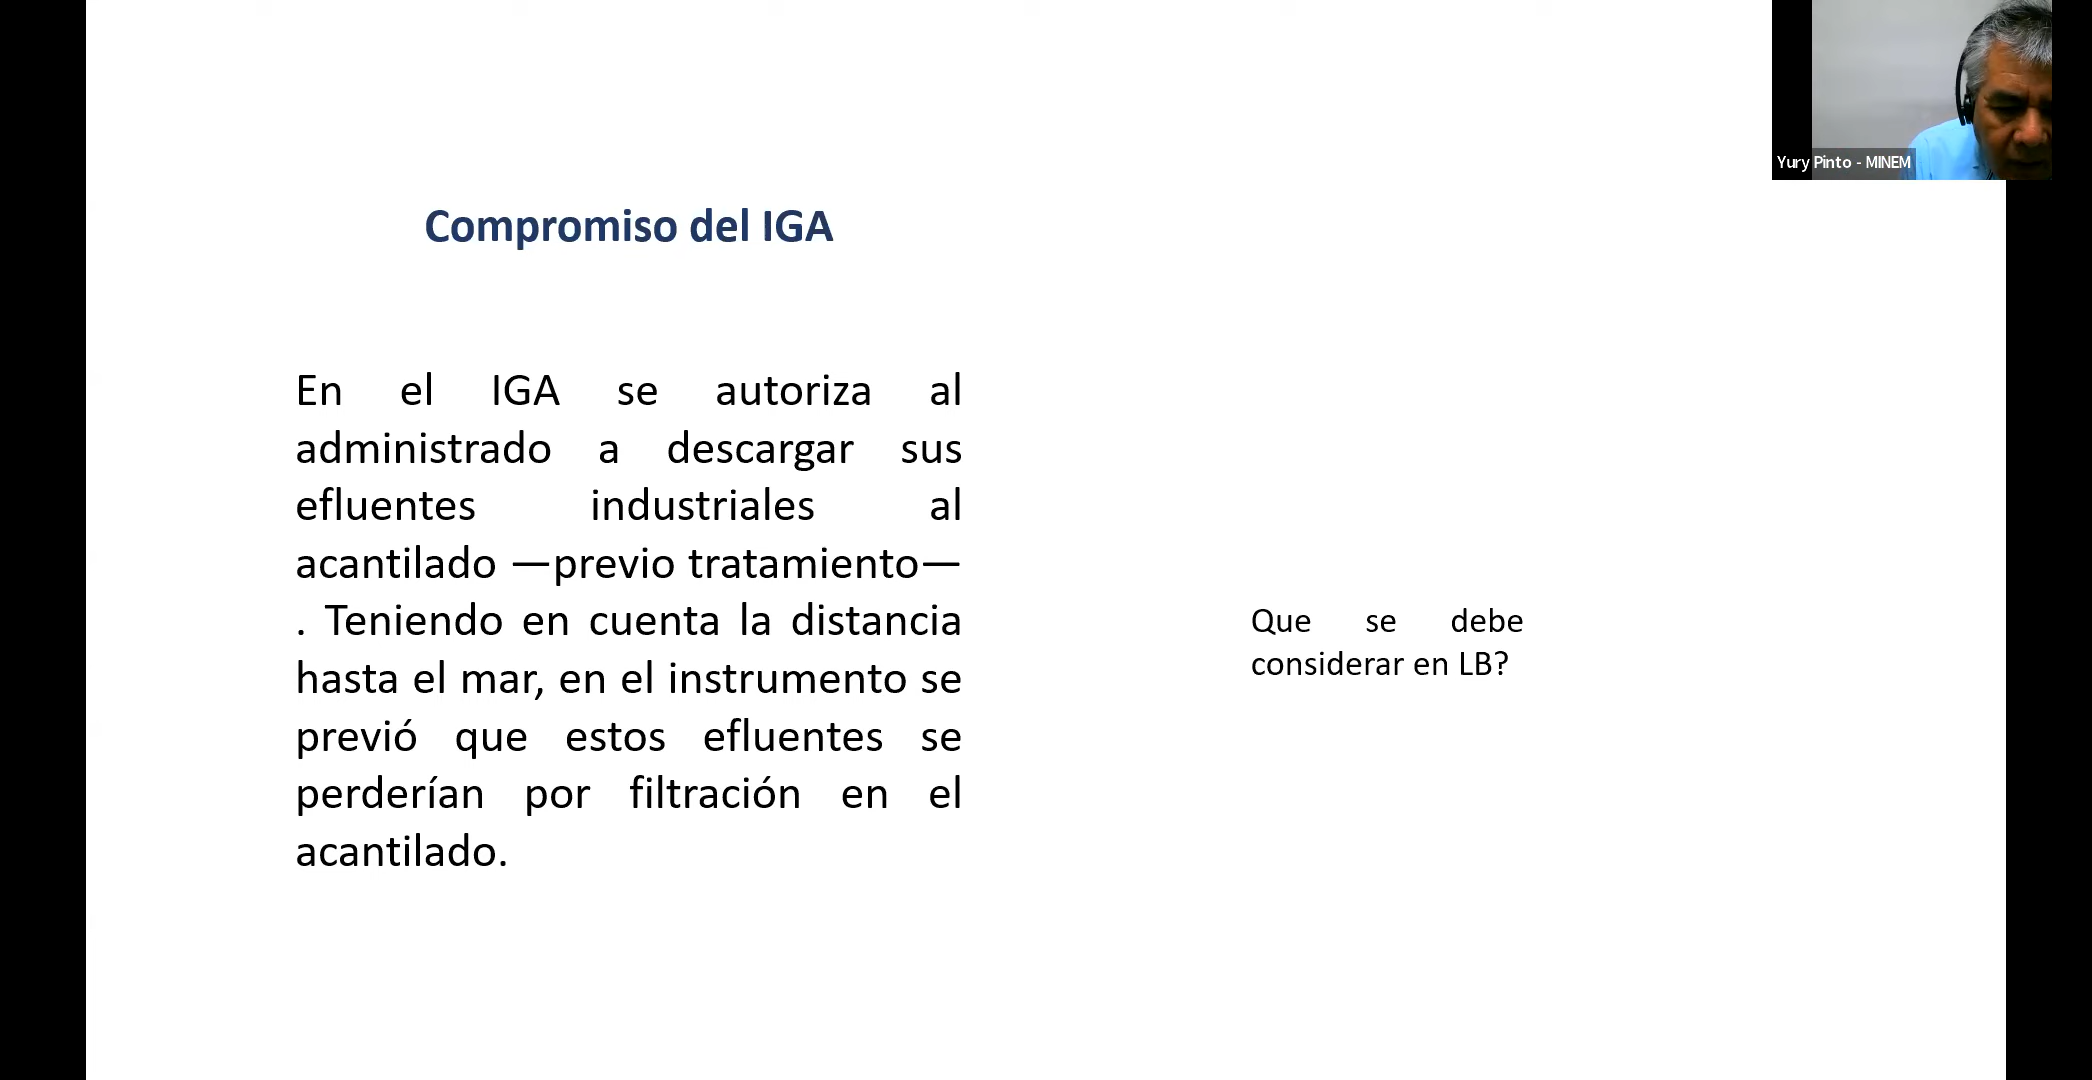 Yury Pinto - MINEM
Compromiso del IGA
En el IGA se autoriza al
administrado a descargar sus
efluentes industriales al
acantilado —previo tratamiento—
. Teniendo en cuenta la distancia
hasta el mar, en el instrumento se
previó que estos efluentes se
perderían por filtración en el
acantilado.
Que se debe
considerar en LB?